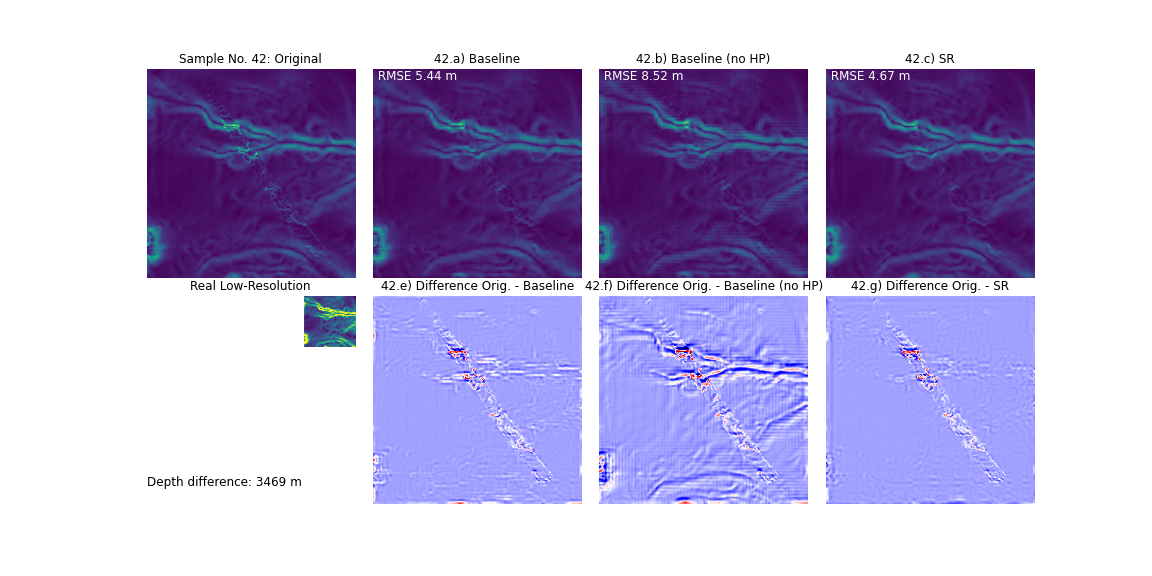 Sample No. 42: Original
42.a) Baseline
42.b) Baseline (no HP)
42.c) SR
RMSE 5.44 m
RMSE 8.52 m
RMSE 4.67 m
Real Low-Resolution
42.e) Difference Orig. - Baseline
42.f) Difference Orig. - Baseline (no HP)
42.g) Difference Orig. - SR
Depth difference: 3469 m